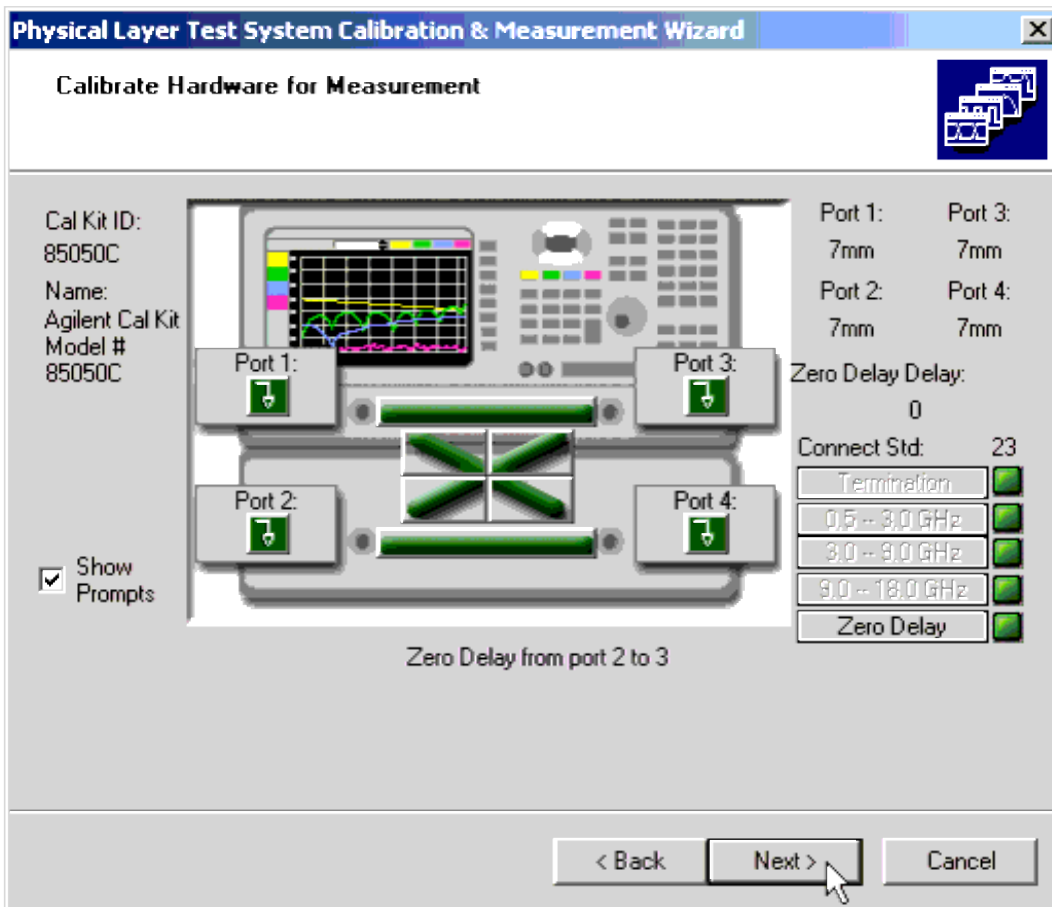 Physical Layer Test System Calibration & Measurement Wizard
Calibrate Hardware for Measurement
Cal Kit ID:
85050C
Name:
Agilent Cal Kit
Model #
85050C
Show
Prompts
Port 1:
Port 3:
Port 2:
Port 4:
Zero Delay from port 2 to 3
Port 1: Port 3:
7mm 7mm
Port 2: Port 4:
7mm 7mm
Zero Delay Delay:
0
Connect Std: 23
Termination
0.5 -- 3.0 GHz
3.0 -- 9.0 GHz
9.0 -- 18.0 GHz
Zero Delay
< Back
Next >
Cancel